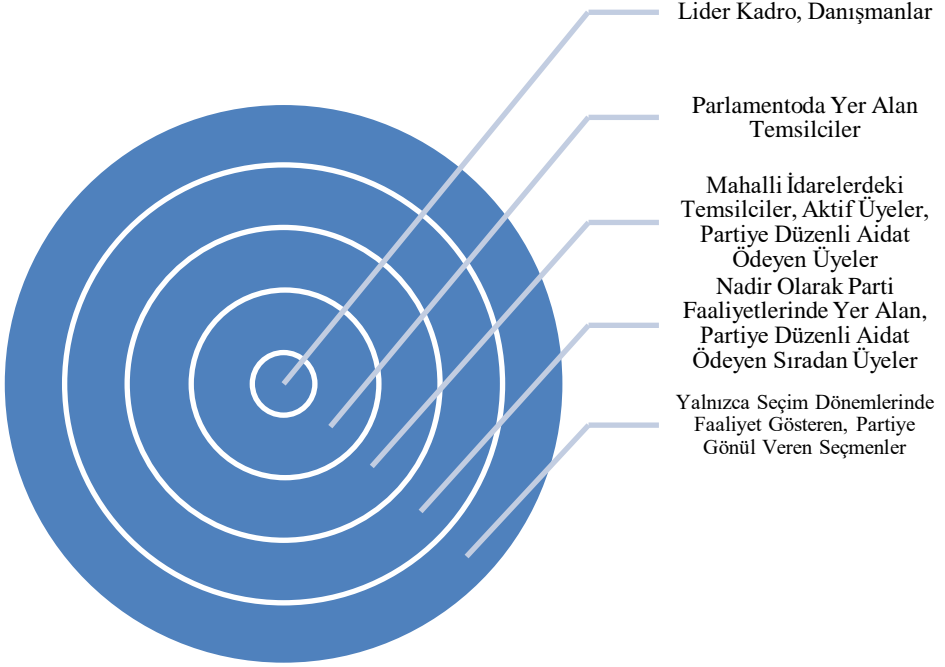 Lider Kadro, Danışmanlar
Parlamentoda Yer Alan
Temsilciler
Mahalli İdarelerdeki
Temsilciler, Aktif Üyeler,
Partiye Düzenli Aidat
Ödeyen Üyeler
Nadir Olarak Parti
Faaliyetlerinde Yer Alan,
Partiye Düzenli Aidat
Ödeyen Sıradan Üyeler
Yalnızca Seçim Dönemlerinde
Faaliyet Gösteren, Partiye
Gönül Veren Seçmenler